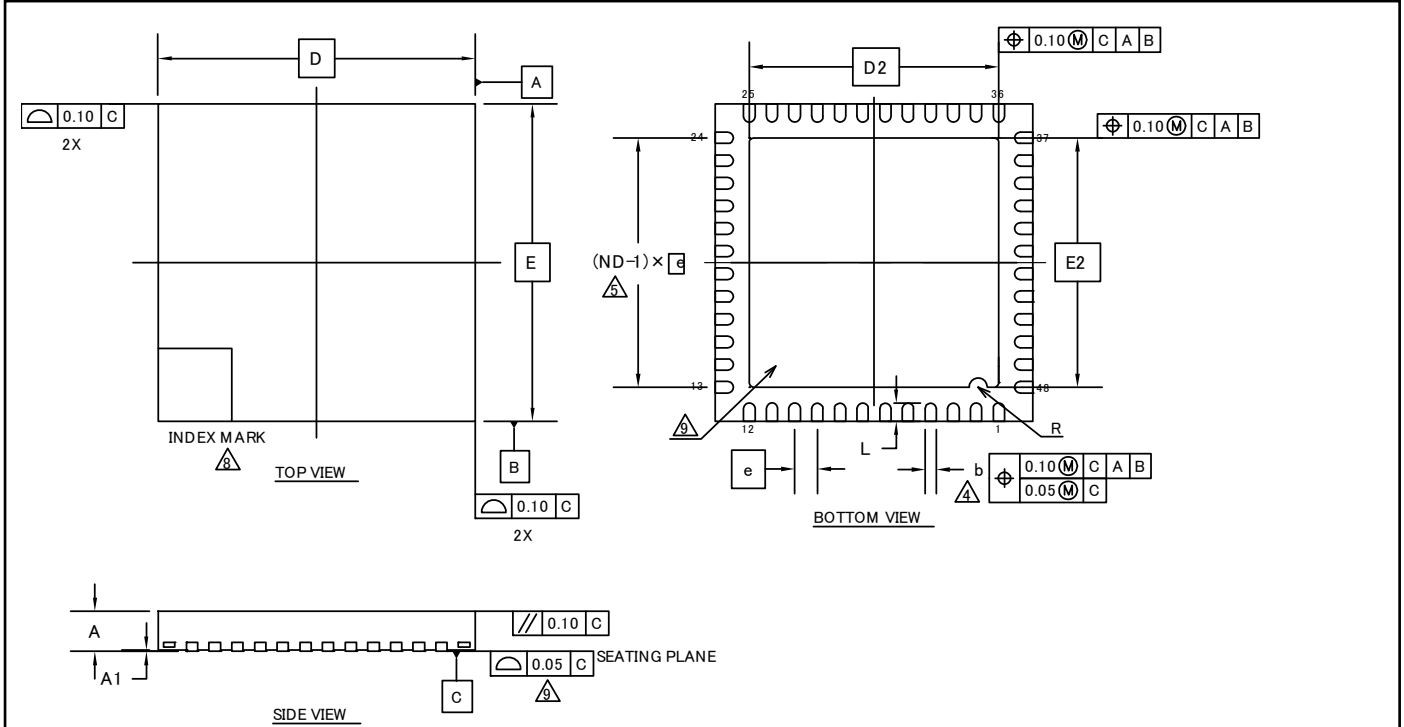 D
A
⌓ 0.10 C
2X
E
INDEX MARK
8
TOP VIEW
B
⌓ 0.10 C
2X
⌖ 0.10 Ⓜ C A B
D2
25
36
⌖ 0.10 Ⓜ C A B
24
37
(ND-1)× e
5
E2
13
48
9
12
1
L
R
e
b
4
⌖ 0.10 Ⓜ C A B
0.05 Ⓜ C
BOTTOM VIEW
A
// 0.10 C
A1
⌓ 0.05 C SEATING PLANE
9
C
SIDE VIEW